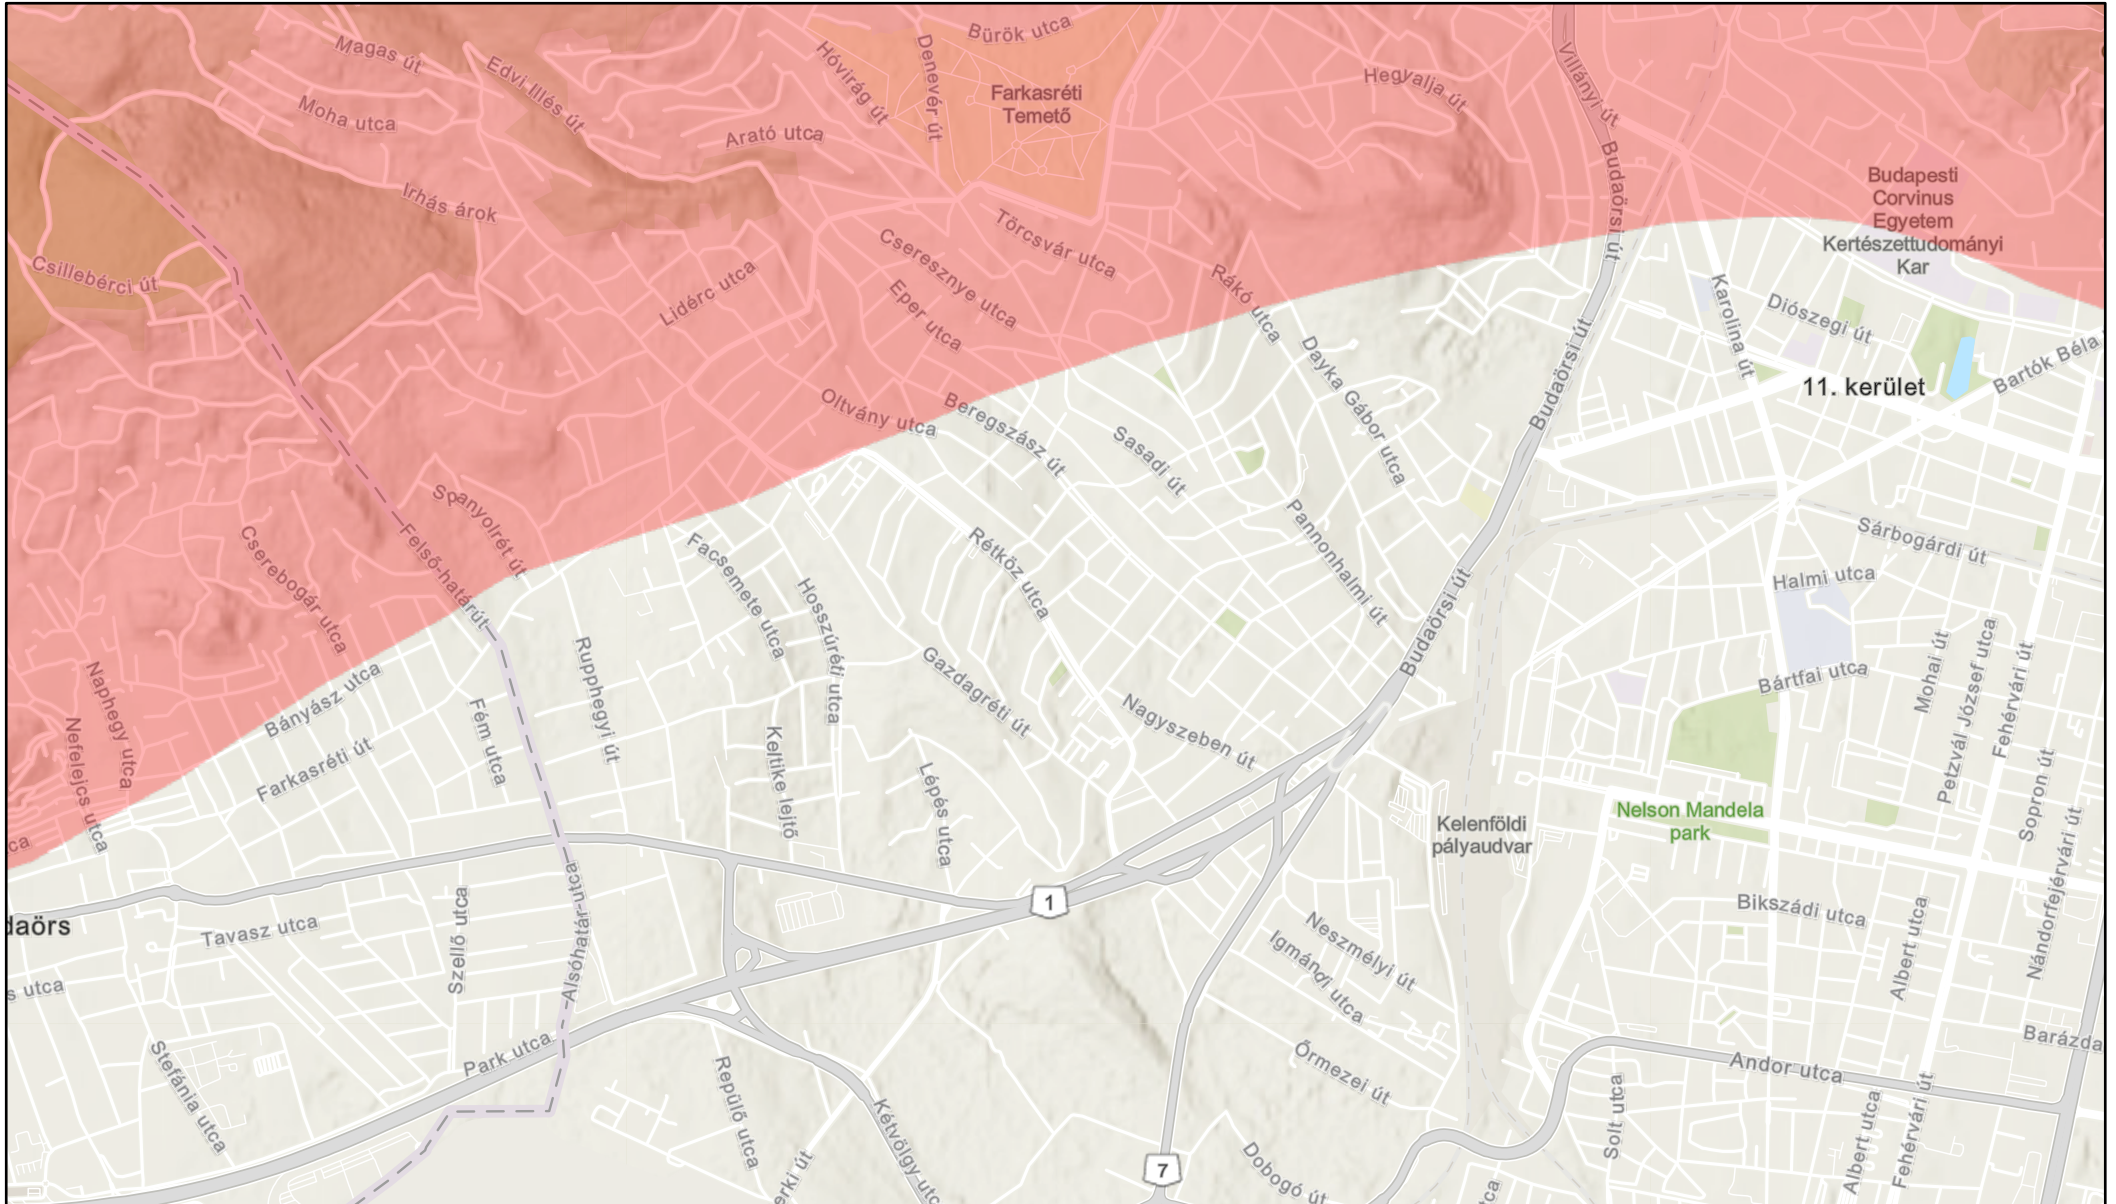 Bürök utca
Magas út
Hóvirág út
Denevér út
Villányi út
Edvi Illés út
Farkasréti
Temető
Hegyalja út
Moha utca
Arató utca
Budaörsi út
Irhás árok
Budapesti
Corvinus
Egyetem
Kertészettudományi
Kar
Törcsvár utca
Cseresznye utca
Csillebérci út
Lidérc utca
Eper utca
Rákó utca
Karolina út
Diószegi út
Dayka Gábor utca
Budaörsi út
Bartók Béla
11. kerület
Oltvány utca
Beregszász út
Sasadi út
Spanyolrét út
Pannonhalmi út
Sárbogárdi út
Felső-határút
Cserebogár utca
Facsemete utca
Rétköz utca
Hosszúréti utca
Halmi utca
Budaörsi út
Rupphegyi út
Gazdagréti út
Mohai út
Petzvál József utca
Fehérvári út
Naphegy utca
Bányász utca
Bártfai utca
Nefelejcs utca
Fém utca
Nagyszeben út
Farkasréti út
Keltike lejtő
Lépés utca
Sopron út
Nelson Mandela
park
Kelenföldi
pályaudvar
Nándorfejérvári út
ca
1
Alsóhatár-utca
Szellő utca
Bikszádi utca
Albert utca
daörs
Tavasz utca
Neszmélyi út
Igmándi utca
s utca
Park utca
Stefánia utca
Őrmezei út
Barázda
Andor utca
Repülő utca
Solt utca
Kétvölgy utc
Fehérvári út
Albert utca
7
Dobogó út
erki út
tca